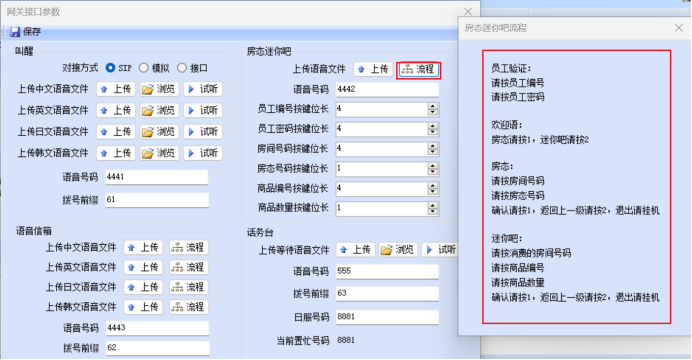 网关接口参数
保存
叫醒
对接方式 SIP 模拟 接口
上传中文语音文件 上传 浏览 试听
上传英文语音文件 上传 浏览 试听
上传日文语音文件 上传 浏览 试听
上传韩文语音文件 上传 浏览 试听
语音号码 4441
拨号前缀 61
语音信箱
上传中文语音文件 上传 流程
上传英文语音文件 上传 流程
上传日文语音文件 上传 流程
上传韩文语音文件 上传 流程
语音号码 4443
拨号前缀 62
房态迷你吧
上传语音文件 上传 流程
语音号码 4442
员工编号按键位长 4
员工密码按键位长 4
房间号码按键位长 4
房态号码按键位长 1
商品编号按键位长 4
商品数量按键位长 1
话务台
上传等待语音文件 上传 浏览 试听
语音号码 555
拨号前缀 63
日服号码 8881
当前置忙号码 8881
房态迷你吧流程
员工验证:
请按员工编号
请按员工密码
欢迎语:
房态请按1，迷你吧请按2
房态:
请按房间号码
请按房态号码
确认请按1，返回上一级请按2，退出请挂机
迷你吧:
请按消费的房间号码
请按商品编号
请按商品数量
确认请按1，返回上一级请按2，退出请挂机